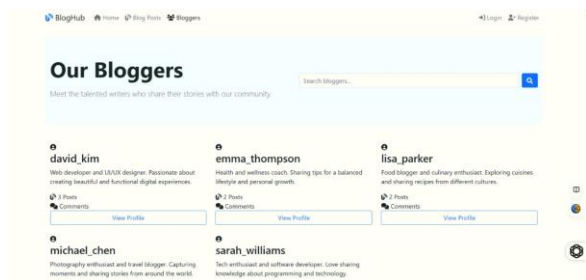 BlogHub Home Blog Posts Bloggers Login Register
Our Bloggers
Meet the talented writers who share their stories with our community.
Search bloggers...
david_kim
Web developer and UI/UX designer. Passionate about
creating beautiful and functional digital experiences.
3 Posts
Comments
View Profile
emma_thompson
Health and wellness coach. Sharing tips for a balanced
lifestyle and personal growth.
2 Posts
Comments
View Profile
lisa_parker
Food blogger and culinary enthusiast. Exploring cuisines
and sharing recipes from different cultures.
2 Posts
Comments
View Profile
michael_chen
Photography enthusiast and travel blogger. Capturing
moments and sharing stories from around the world.
sarah_williams
Tech enthusiast and software developer. Love sharing
knowledge about programming and technology.